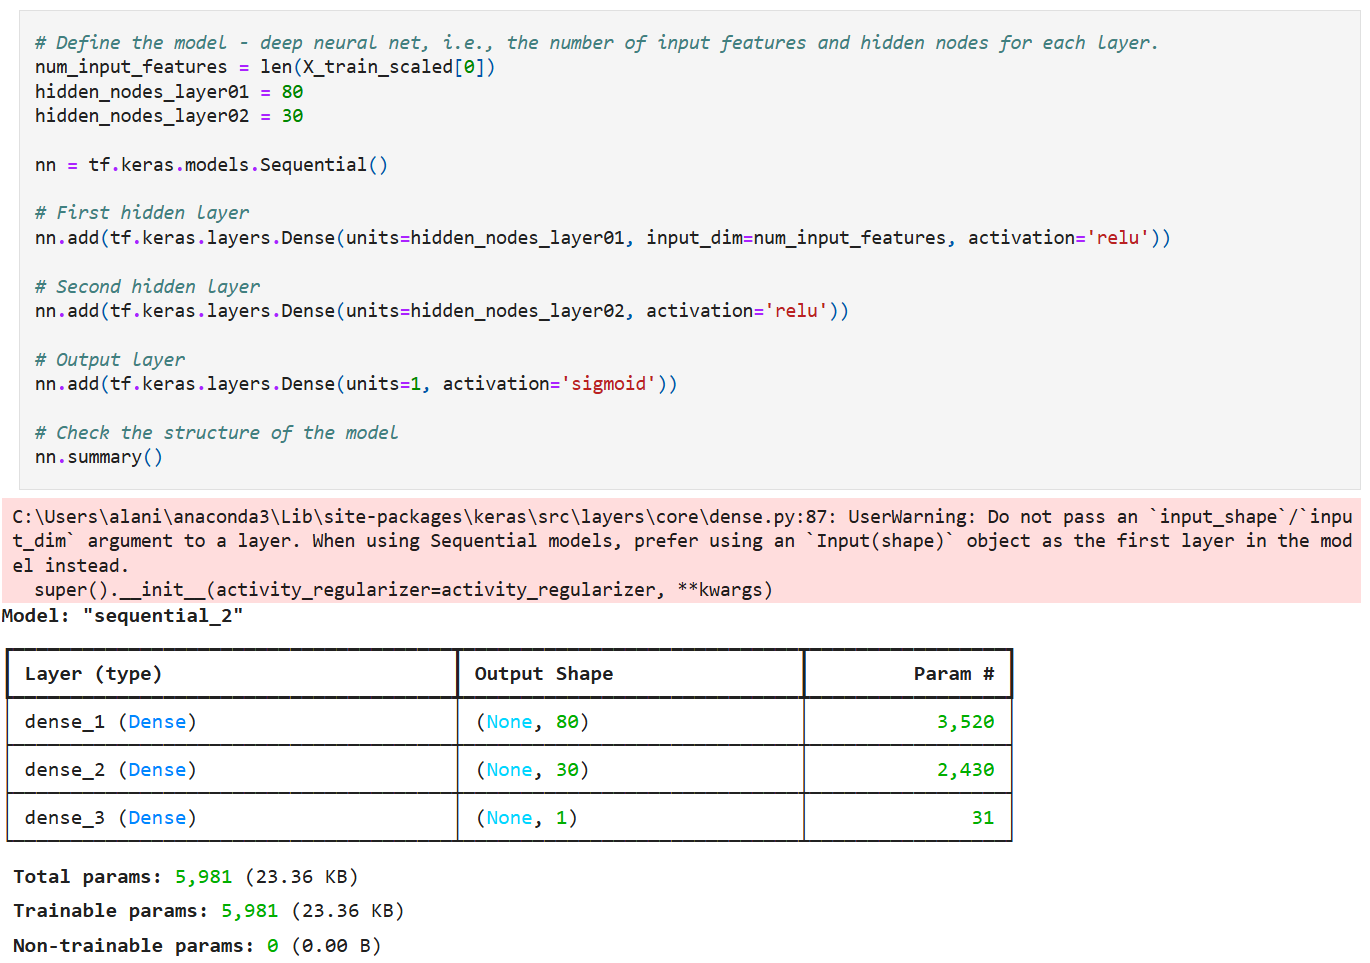 # Define the model - deep neural net, i.e., the number of input features and hidden nodes for each layer.
num_input_features = len(X_train_scaled[0])
hidden_nodes_layer01 = 80
hidden_nodes_layer02 = 30
nn = tf.keras.models.Sequential()
# First hidden layer
nn.add(tf.keras.layers.Dense(units=hidden_nodes_layer01, input_dim=num_input_features, activation='relu'))
# Second hidden layer
nn.add(tf.keras.layers.Dense(units=hidden_nodes_layer02, activation='relu'))
# Output layer
nn.add(tf.keras.layers.Dense(units=1, activation='sigmoid'))
# Check the structure of the model
nn.summary()
C:\Users\alani\anaconda3\Lib\site-packages\keras\src\layers\core\dense.py:87: UserWarning: Do not pass an `input_shape`/`inpu
t_dim` argument to a layer. When using Sequential models, prefer using an `Input(shape)` object as the first layer in the mod
el instead.
super().__init__(activity_regularizer=activity_regularizer, **kwargs)
Model: "sequential_2"
Layer (type) Output Shape Param #
dense_1 (Dense) (None, 80) 3,520
dense_2 (Dense) (None, 30) 2,430
dense_3 (Dense) (None, 1) 31
Total params: 5,981 (23.36 KB)
Trainable params: 5,981 (23.36 KB)
Non-trainable params: 0 (0.00 B)